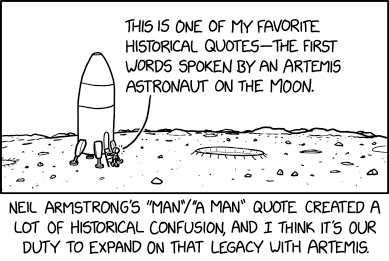 THIS IS ONE OF MY FAVORITE
HISTORICAL QUOTES—THE FIRST
WORDS SPOKEN BY AN ARTEMIS
ASTRONAUT ON THE MOON.
NEIL ARMSTRONG'S "MAN"/"A MAN" QUOTE CREATED A
LOT OF HISTORICAL CONFUSION, AND I THINK IT'S OUR
DUTY TO EXPAND ON THAT LEGACY WITH ARTEMIS.